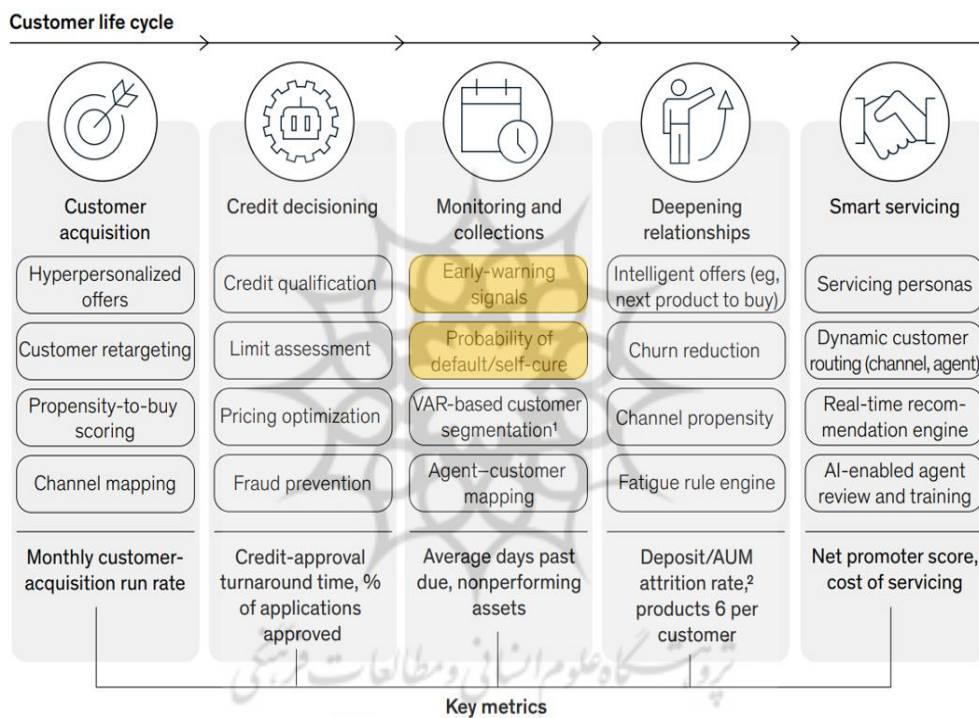 Customer life cycle
Customer
acquisition
Hyperpersonalized
offers
Customer retargeting
Propensity-to-buy
scoring
Channel mapping
Monthly customer-
acquisition run rate
Credit decisioning
Credit qualification
Limit assessment
Pricing optimization
Fraud prevention
Credit-approval
turnaround time, %
of applications
approved
Monitoring and
collections
Early-warning
signals
Probability of
default/self-cure
VAR-based customer
segmentation¹
Agent–customer
mapping
Average days past
due, nonperforming
assets
Deepening
relationships
Intelligent offers (eg,
next product to buy)
Churn reduction
Channel propensity
Fatigue rule engine
Deposit/AUM
attrition rate,²
products 6 per
customer
Smart servicing
Servicing personas
Dynamic customer
routing (channel, agent)
Real-time recom-
mendation engine
AI-enabled agent
review and training
Net promoter score,
cost of servicing
پژوهشگاه علوم انسانی و مطالعات فرهنگی
Key metrics